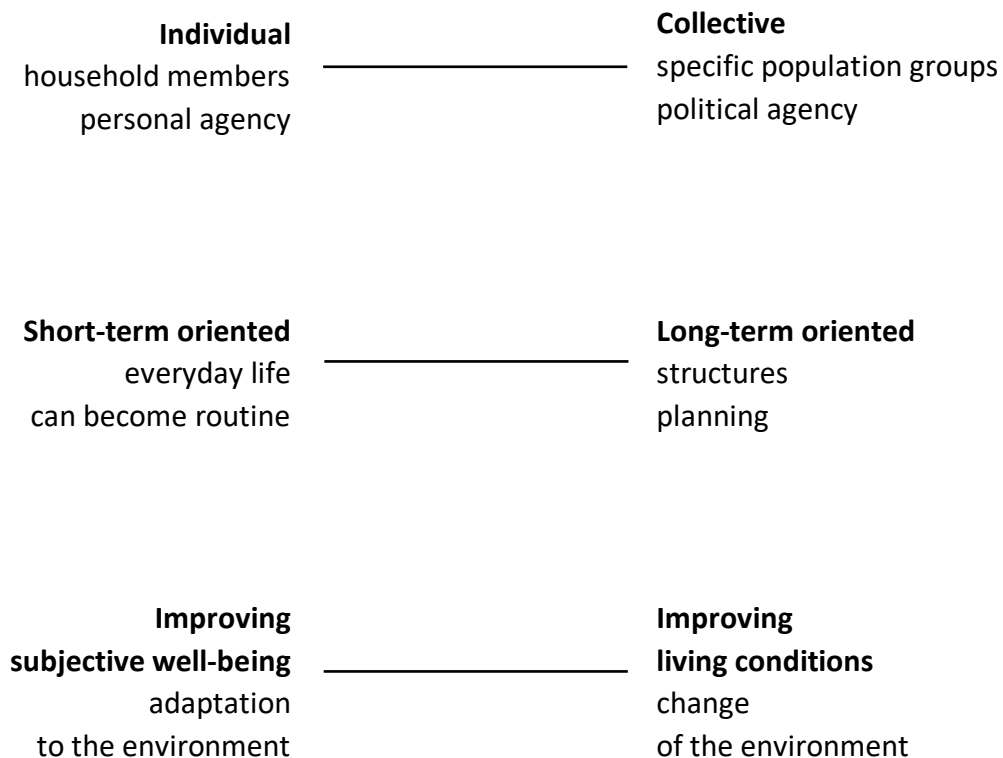 Individual
household members
personal agency
Collective
specific population groups
political agency
Short-term oriented
everyday life
can become routine
Long-term oriented
structures
planning
Improving
subjective well-being
adaptation
to the environment
Improving
living conditions
change
of the environment